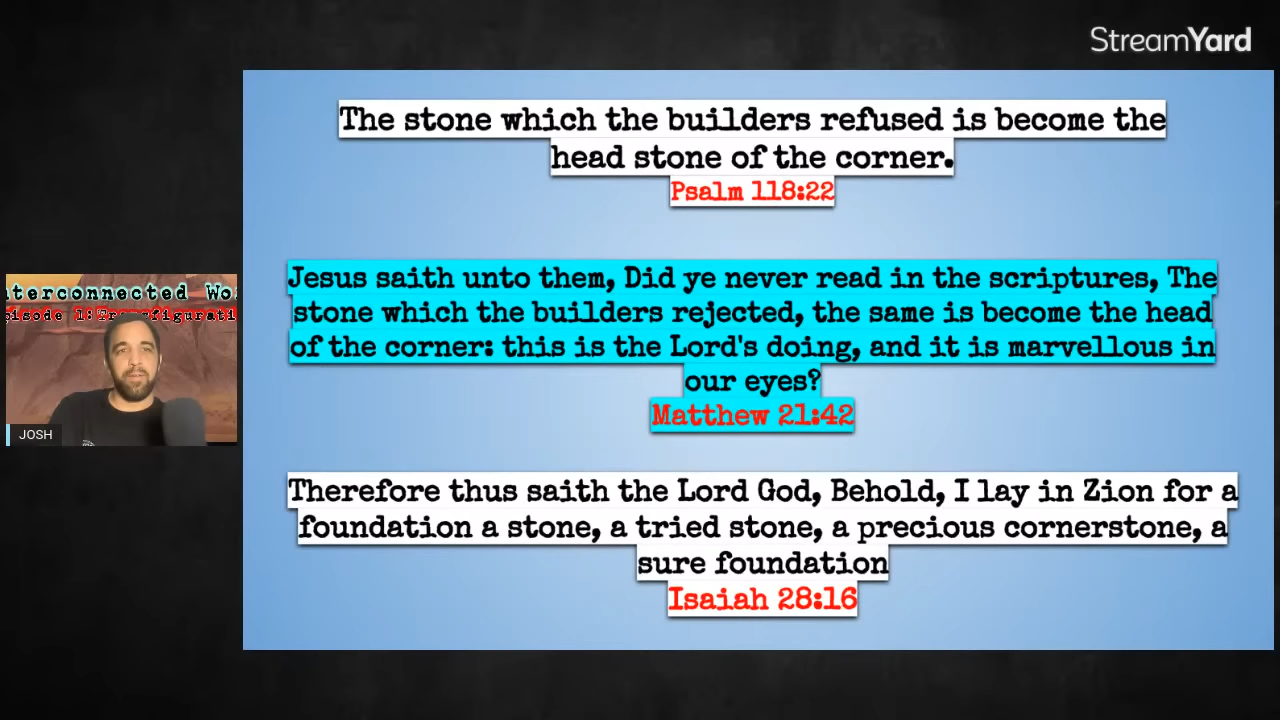 StreamYard
The stone which the builders refused is become the
head stone of the corner.
Psalm 118:22
Jesus saith unto them, Did ye never read in the scriptures, The
stone which the builders rejected, the same is become the head
of the corner: this is the Lord's doing, and it is marvellous in
our eyes?
Matthew 21:42
Therefore thus saith the Lord God, Behold, I lay in Zion for a
foundation a stone, a tried stone, a precious cornerstone, a
sure foundation
Isaiah 28:16
nterconnected Wo
isode 1:
JOSH